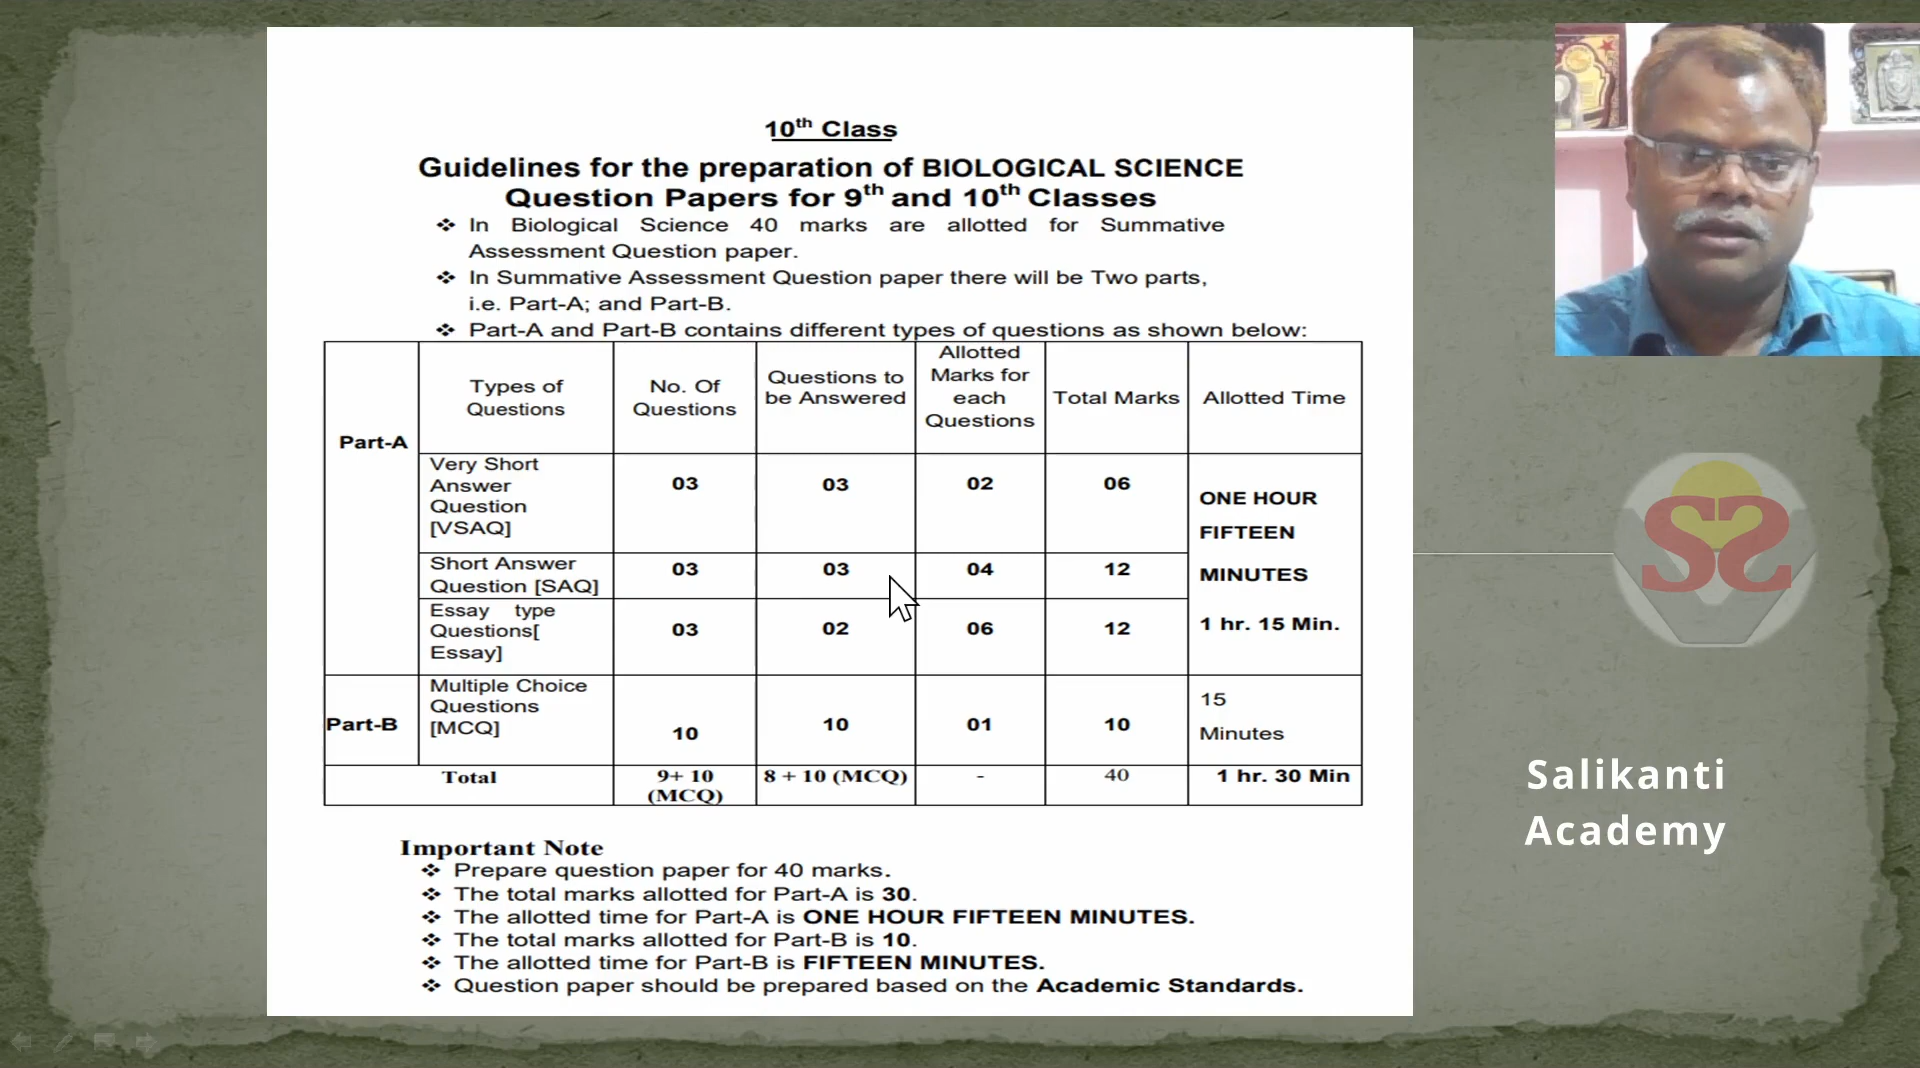 10th Class
Guidelines for the preparation of BIOLOGICAL SCIENCE
Question Papers for 9th and 10th Classes
❖ In Biological Science 40 marks are allotted for Summative
Assessment Question paper.
❖ In Summative Assessment Question paper there will be Two parts,
i.e. Part-A; and Part-B.
❖ Part-A and Part-B contains different types of questions as shown below:
Part-A
Types of
Questions
No. Of
Questions
Questions to
be Answered
Allotted
Marks for
each
Questions
Total Marks
Allotted Time
Very Short
Answer
Question
[VSAQ]
03
03
02
06
ONE HOUR
FIFTEEN
MINUTES
1 hr. 15 Min.
Short Answer
Question [SAQ]
03
03
04
12
Essay type
Questions[
Essay]
03
02
06
12
Part-B
Multiple Choice
Questions
[MCQ]
10
10
01
10
15
Minutes
Total
9+ 10
(MCQ)
8 + 10 (MCQ)
-
40
1 hr. 30 Min
Important Note
❖ Prepare question paper for 40 marks.
❖ The total marks allotted for Part-A is 30.
❖ The allotted time for Part-A is ONE HOUR FIFTEEN MINUTES.
❖ The total marks allotted for Part-B is 10.
❖ The allotted time for Part-B is FIFTEEN MINUTES.
❖ Question paper should be prepared based on the Academic Standards.
Salikanti
Academy